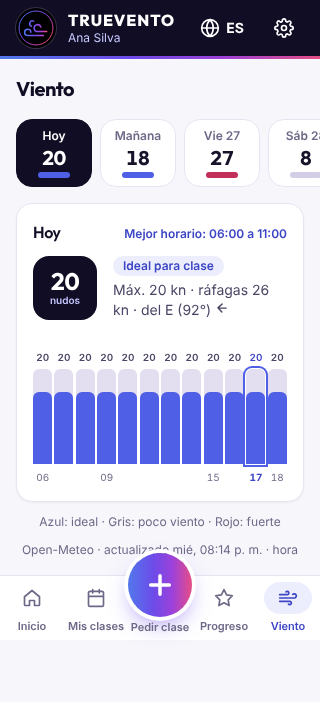 TRUEVENTO
Ana Silva
ES
Viento
Hoy
20
Mañana
18
Vie 27
27
Sáb 28
8
Hoy
Mejor horario: 06:00 a 11:00
20
nudos
Ideal para clase
Máx. 20 kn · ráfagas 26
kn · del E (92°) ←
20 20 20 20 20 20 20 20 20 20 20 20
06 09 15 17 18
Azul: ideal · Gris: poco viento · Rojo: fuerte
Open-Meteo · actualizado mié, 08:14 p. m. · hora
Inicio
Mis clases
Pedir clase
Progreso
Viento